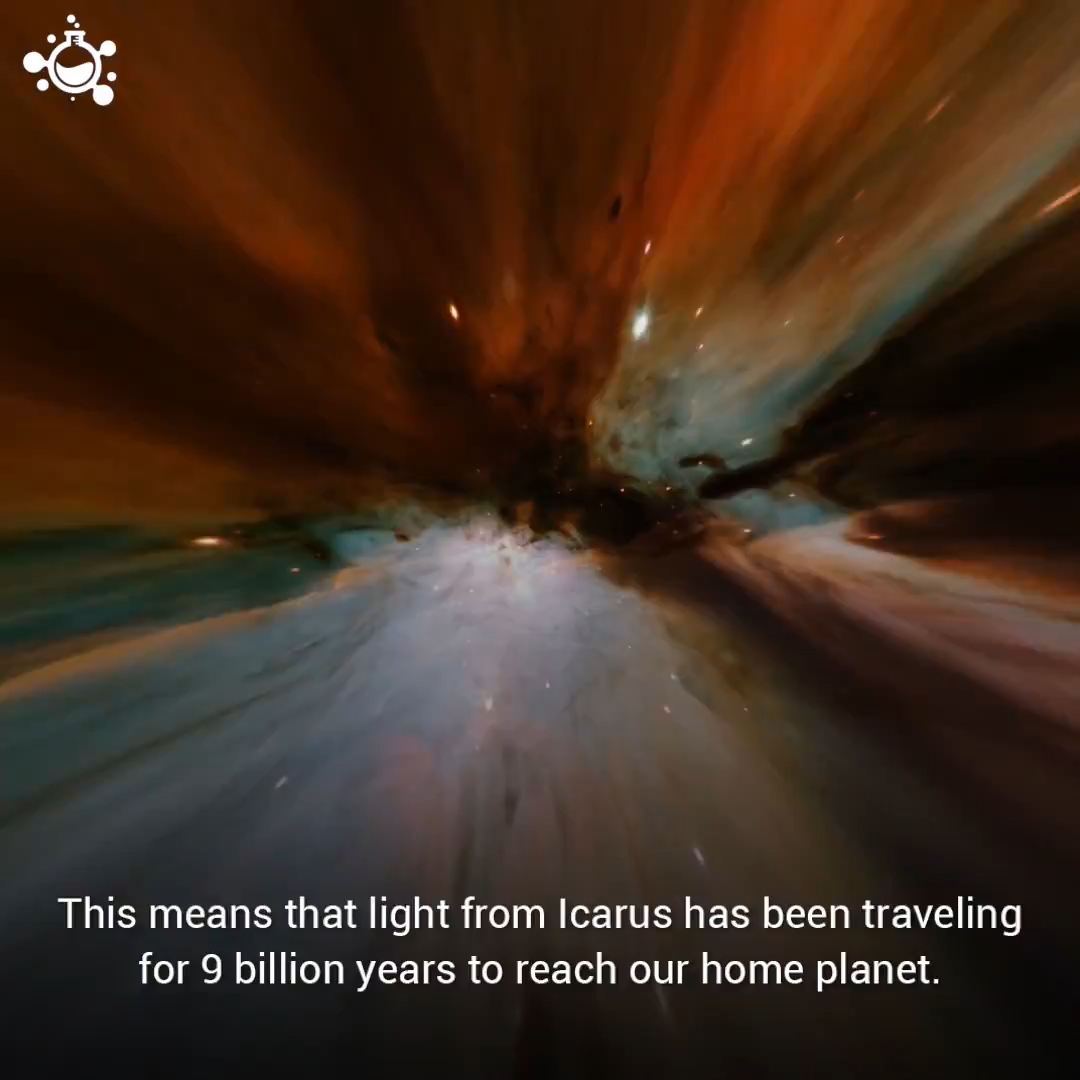 This means that light from Icarus has been traveling
for 9 billion years to reach our home planet.